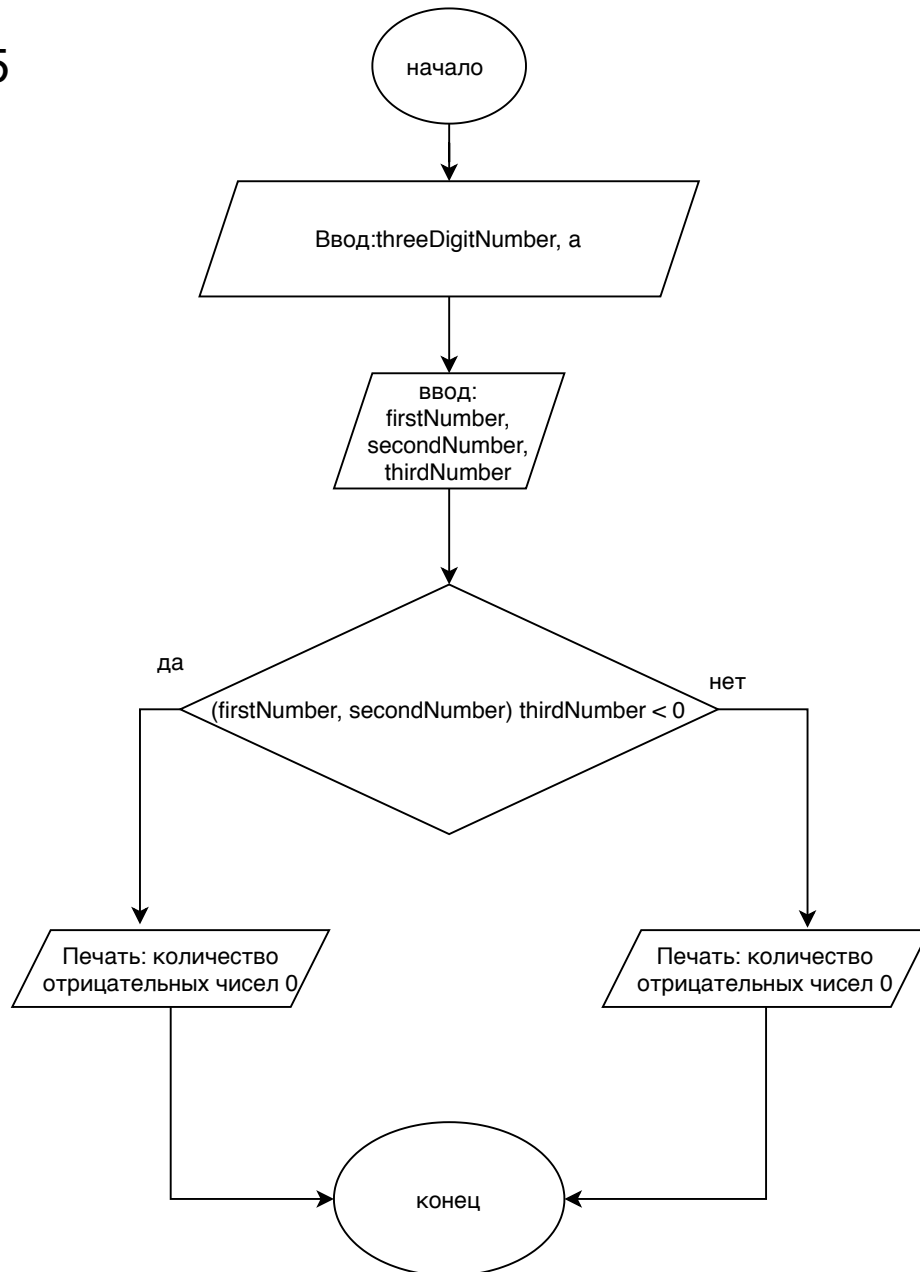 5
начало
Ввод:threeDigitNumber, a
ввод:
firstNumber,
secondNumber,
thirdNumber
да
нет
(firstNumber, secondNumber) thirdNumber < 0
Печать: количество
отрицательных чисел 0
Печать: количество
отрицательных чисел 0
конец